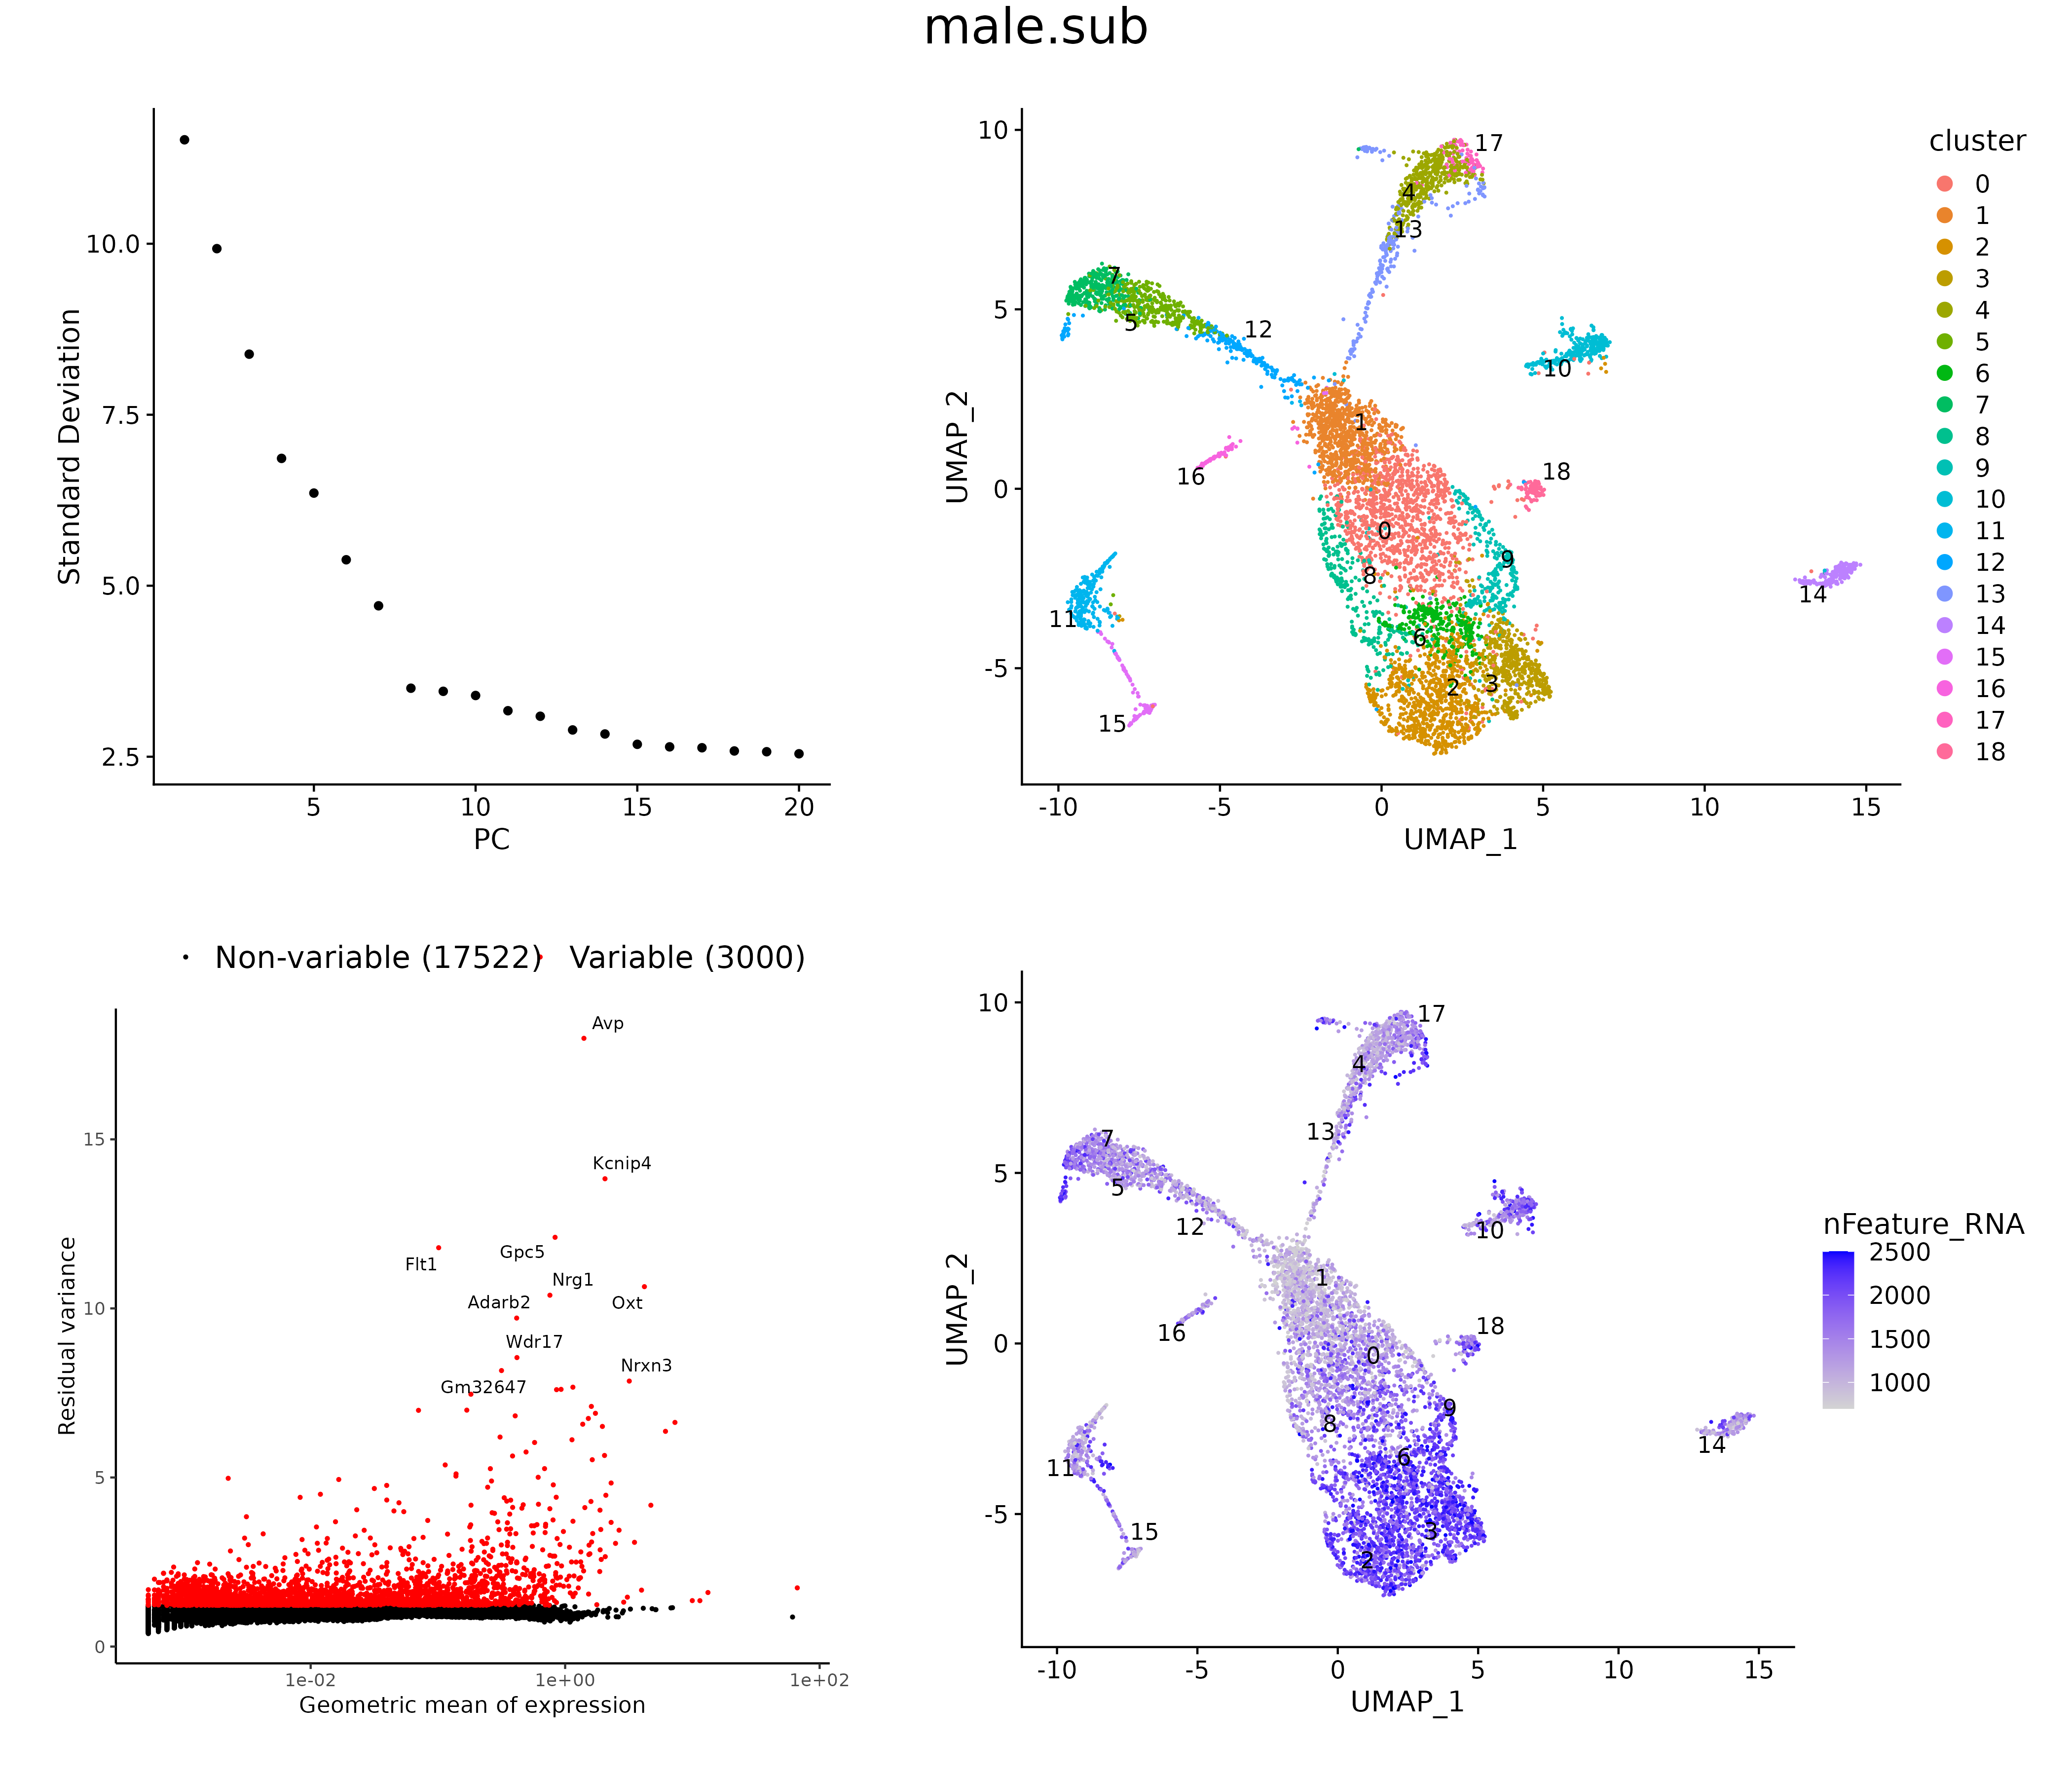 male.sub
Standard Deviation
10.0
7.5
5.0
2.5
5 10 15 20
PC
UMAP_2
10
5
0
-5
17
4
13
7
5
12
10
1
16
18
0
9
8
11
6
14
2
3
15
-10 -5 0 5 10 15
UMAP_1
cluster
0
1
2
3
4
5
6
7
8
9
10
11
12
13
14
15
16
17
18
Non-variable (17522) Variable (3000)
Residual variance
15
10
5
0
Avp
Kcnip4
Gpc5
Flt1
Nrg1
Adarb2
Oxt
Wdr17
Nrxn3
Gm32647
1e-02 1e+00 1e+02
Geometric mean of expression
UMAP_2
10
5
0
-5
17
4
13
7
5
12
10
1
16
18
0
9
8
6
14
11
15
3
2
-10 -5 0 5 10 15
UMAP_1
nFeature_RNA
2500
2000
1500
1000